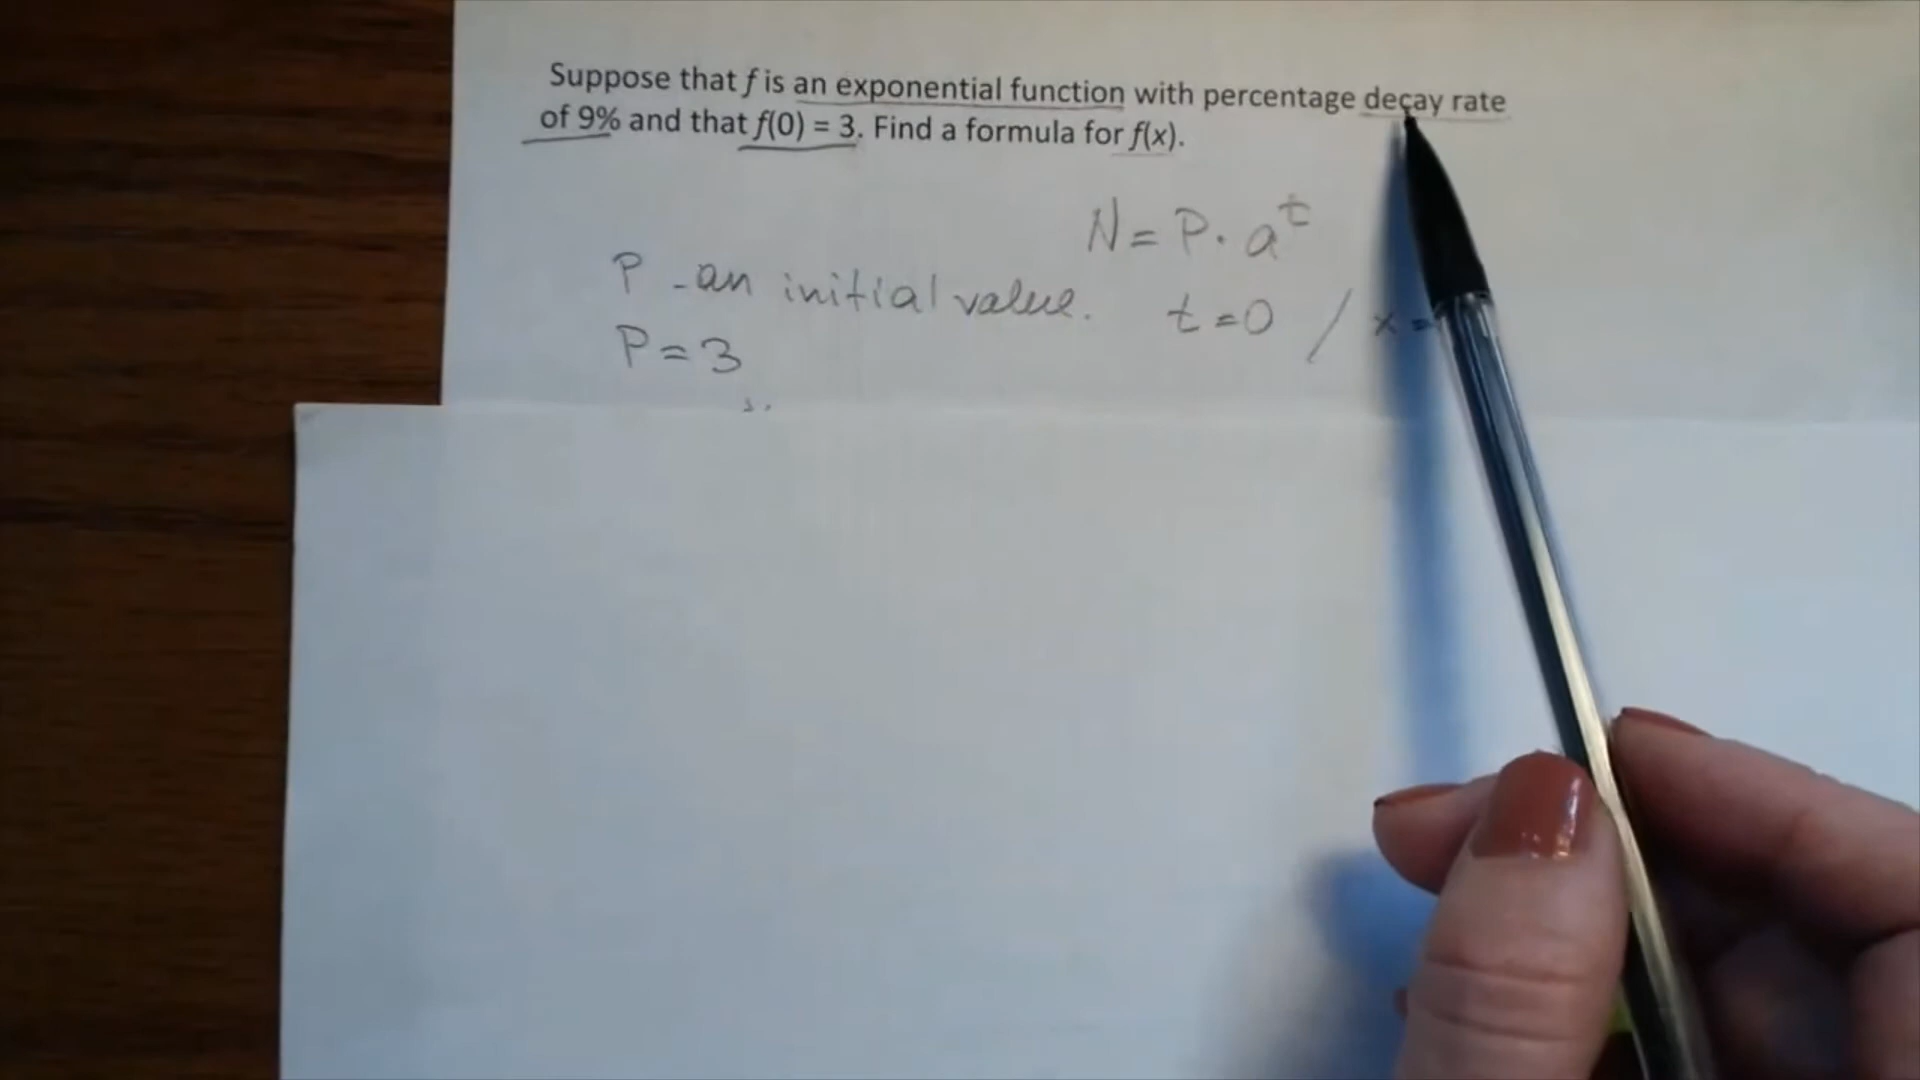 Suppose that f is an exponential function with percentage decay rate
of 9% and that f(0) = 3. Find a formula for f(x).
N = P · a^t
P - an initial value. t = 0 / x =
P = 3